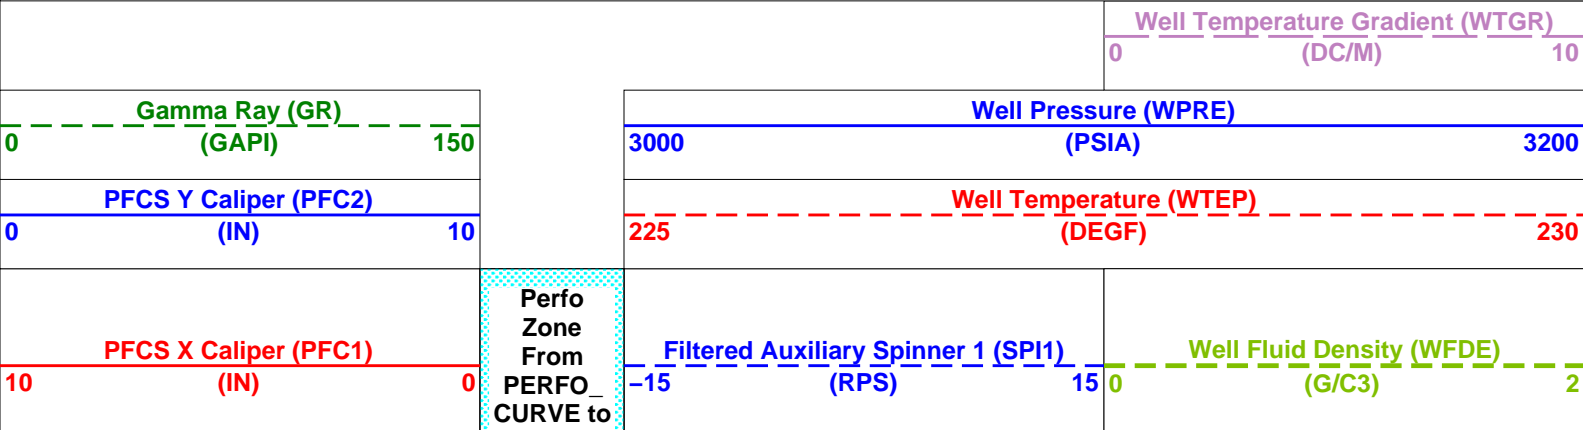 Well Temperature Gradient (WTGR)
0 (DC/M) 10
Gamma Ray (GR)
0 (GAPI) 150
Well Pressure (WPRE)
3000 (PSIA) 3200
PFCS Y Caliper (PFC2)
0 (IN) 10
Well Temperature (WTEP)
225 (DEGF) 230
PFCS X Caliper (PFC1)
10 (IN) 0
Perfo
Zone
From
PERFO_
CURVE to
Filtered Auxiliary Spinner 1 (SPI1)
−15 (RPS) 15
Well Fluid Density (WFDE)
0 (G/C3) 2